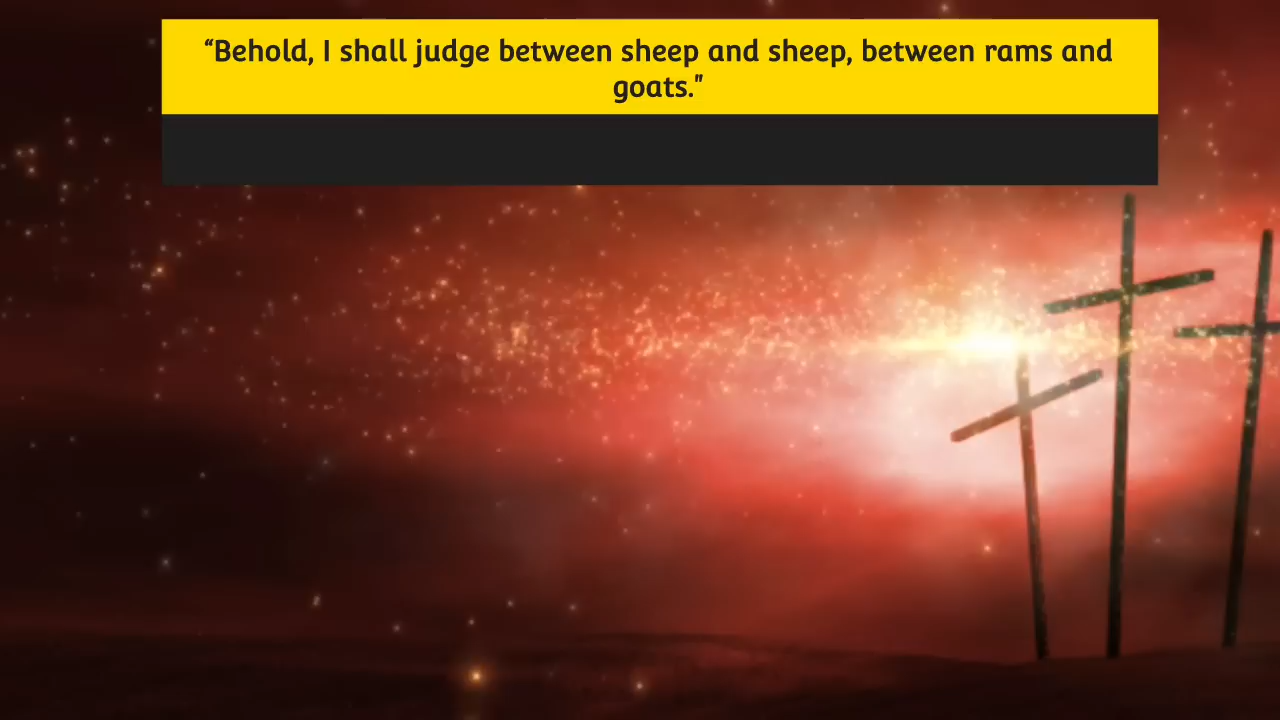 “Behold, I shall judge between sheep and sheep, between rams and
goats."